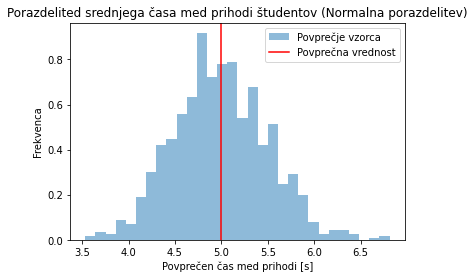 Porazdelited srednjega časa med prihodi študentov (Normalna porazdelitev)
Povprečje vzorca
Povprečna vrednost
Frekvenca
0.8
0.6
0.4
0.2
0.0
3.5 4.0 4.5 5.0 5.5 6.0 6.5
Povprečen čas med prihodi [s]